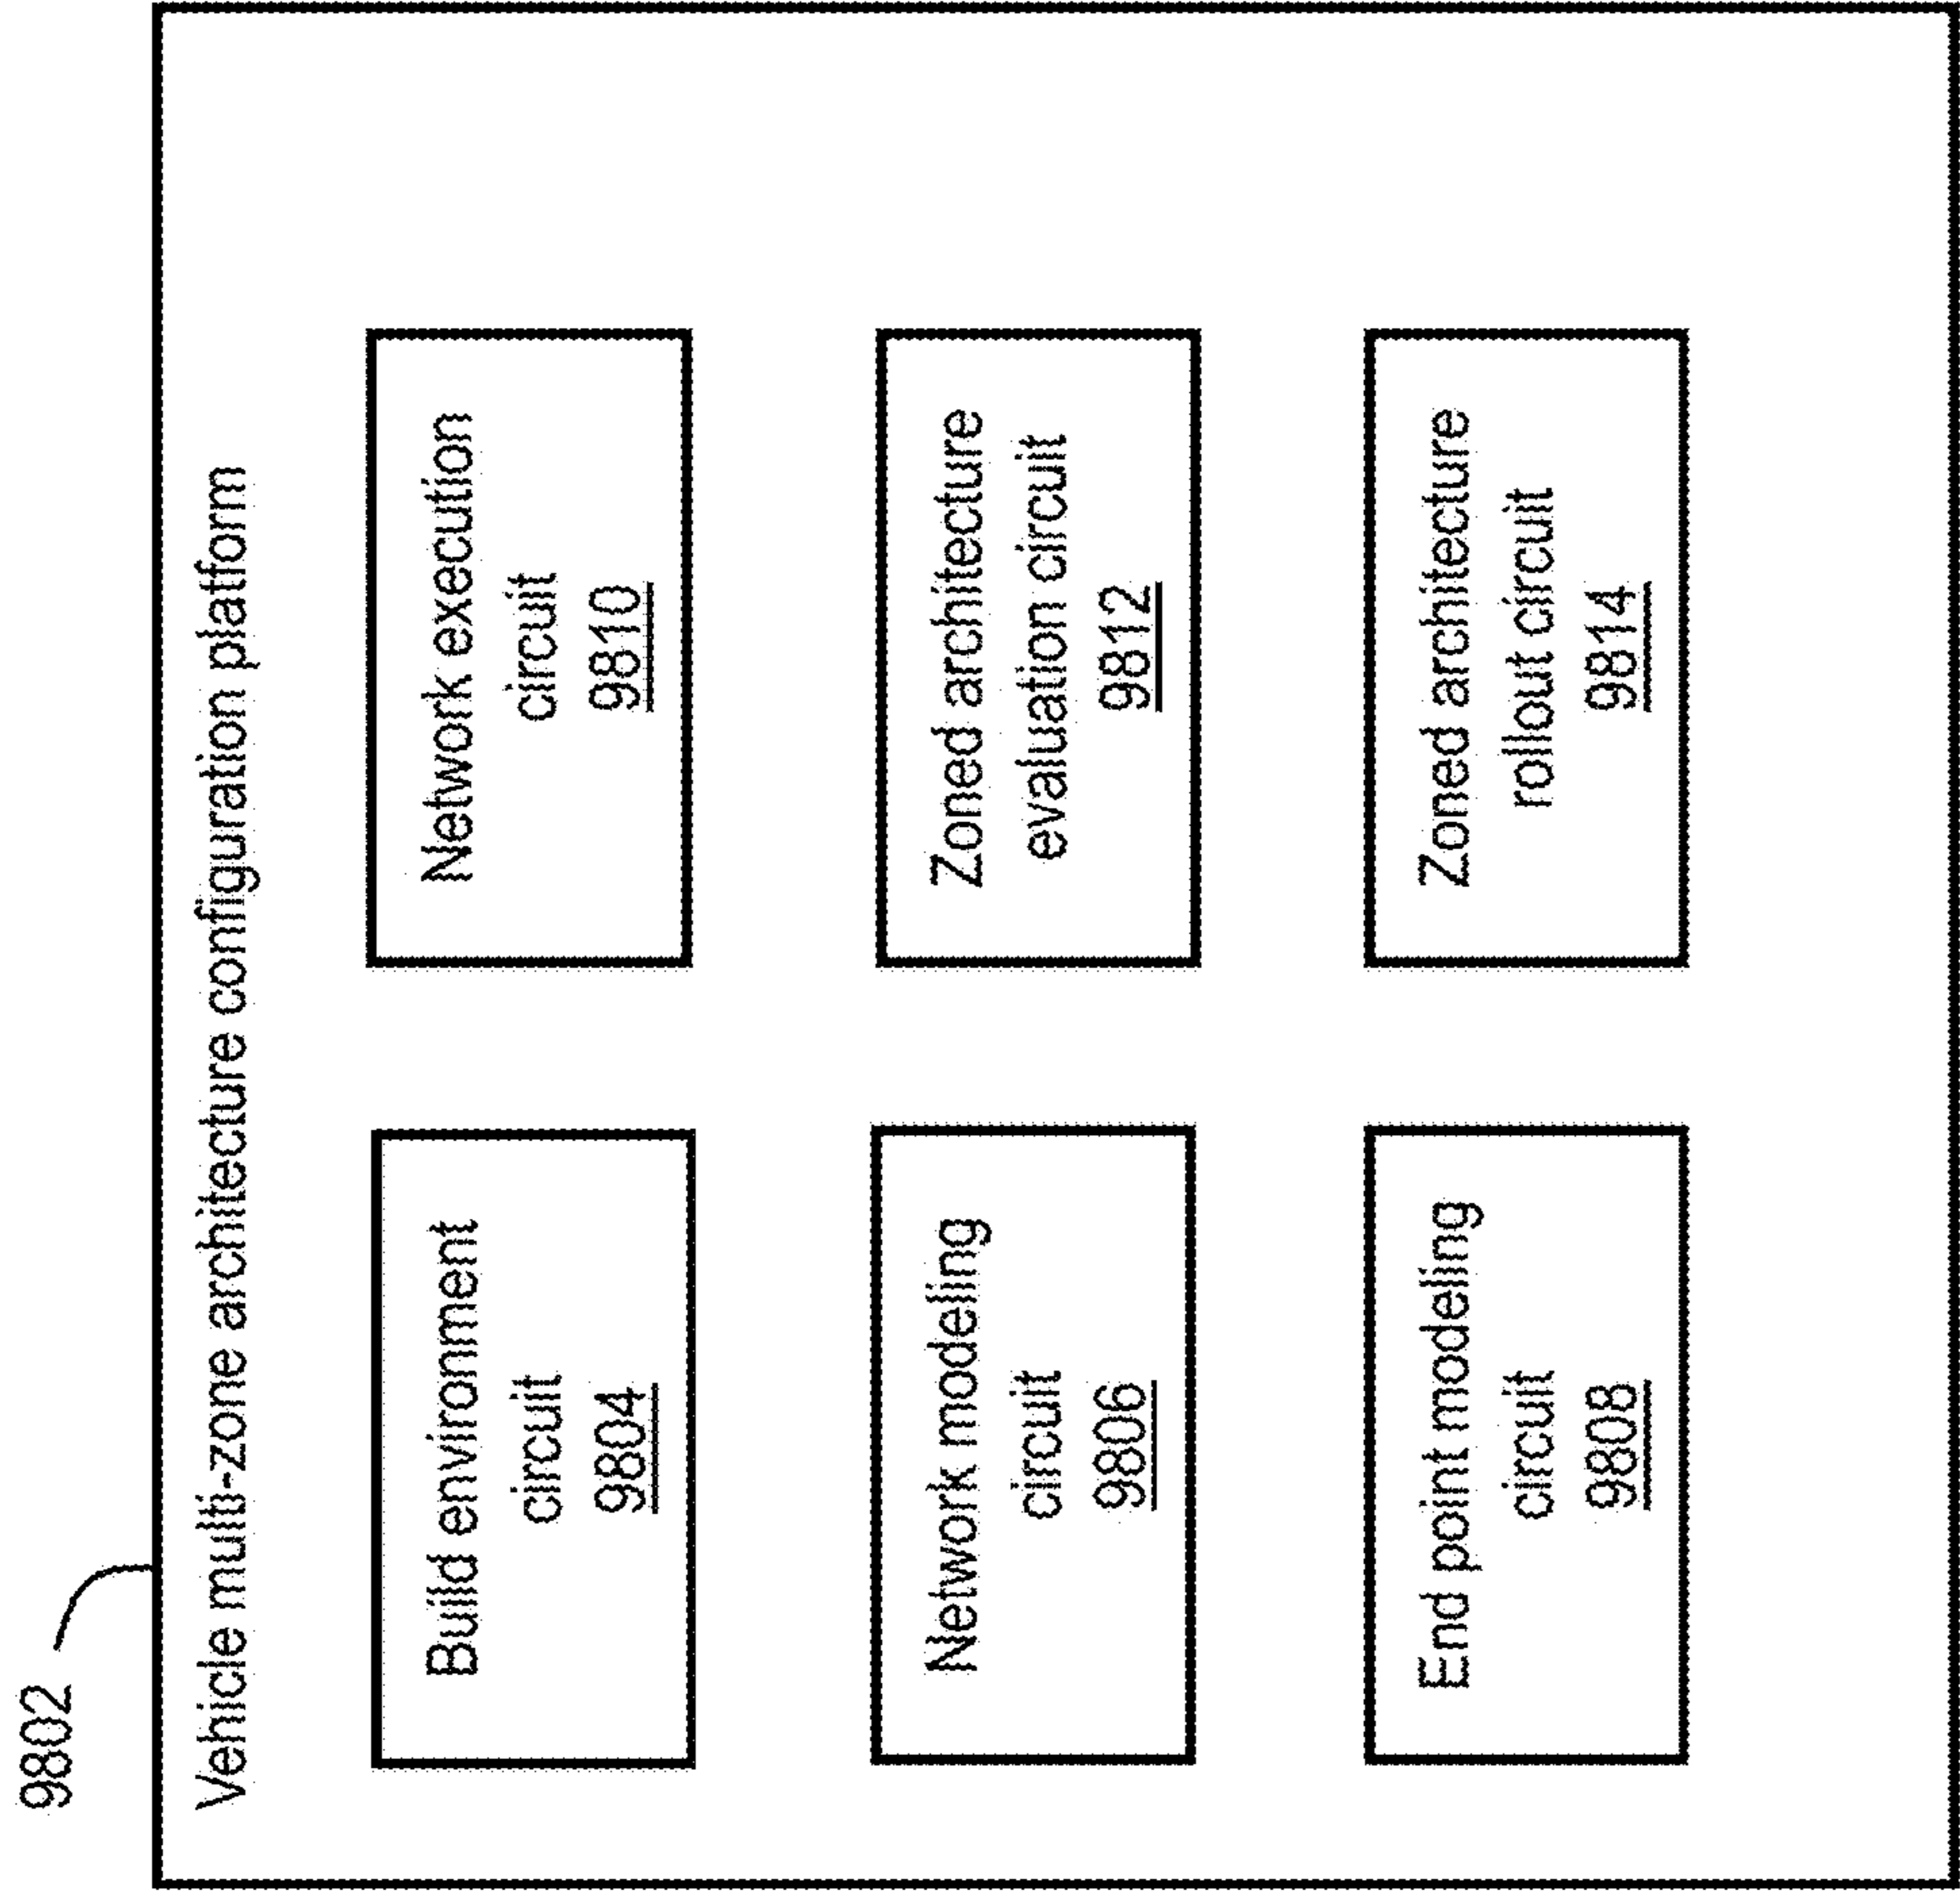 9802
Vehicle multi-zone architecture configuration platform
Build environment
circuit
9804
Network execution
circuit
9810
Network modeling
circuit
9806
Zoned architecture
evaluation circuit
9812
End point modeling
circuit
9808
Zoned architecture
rollout circuit
9814